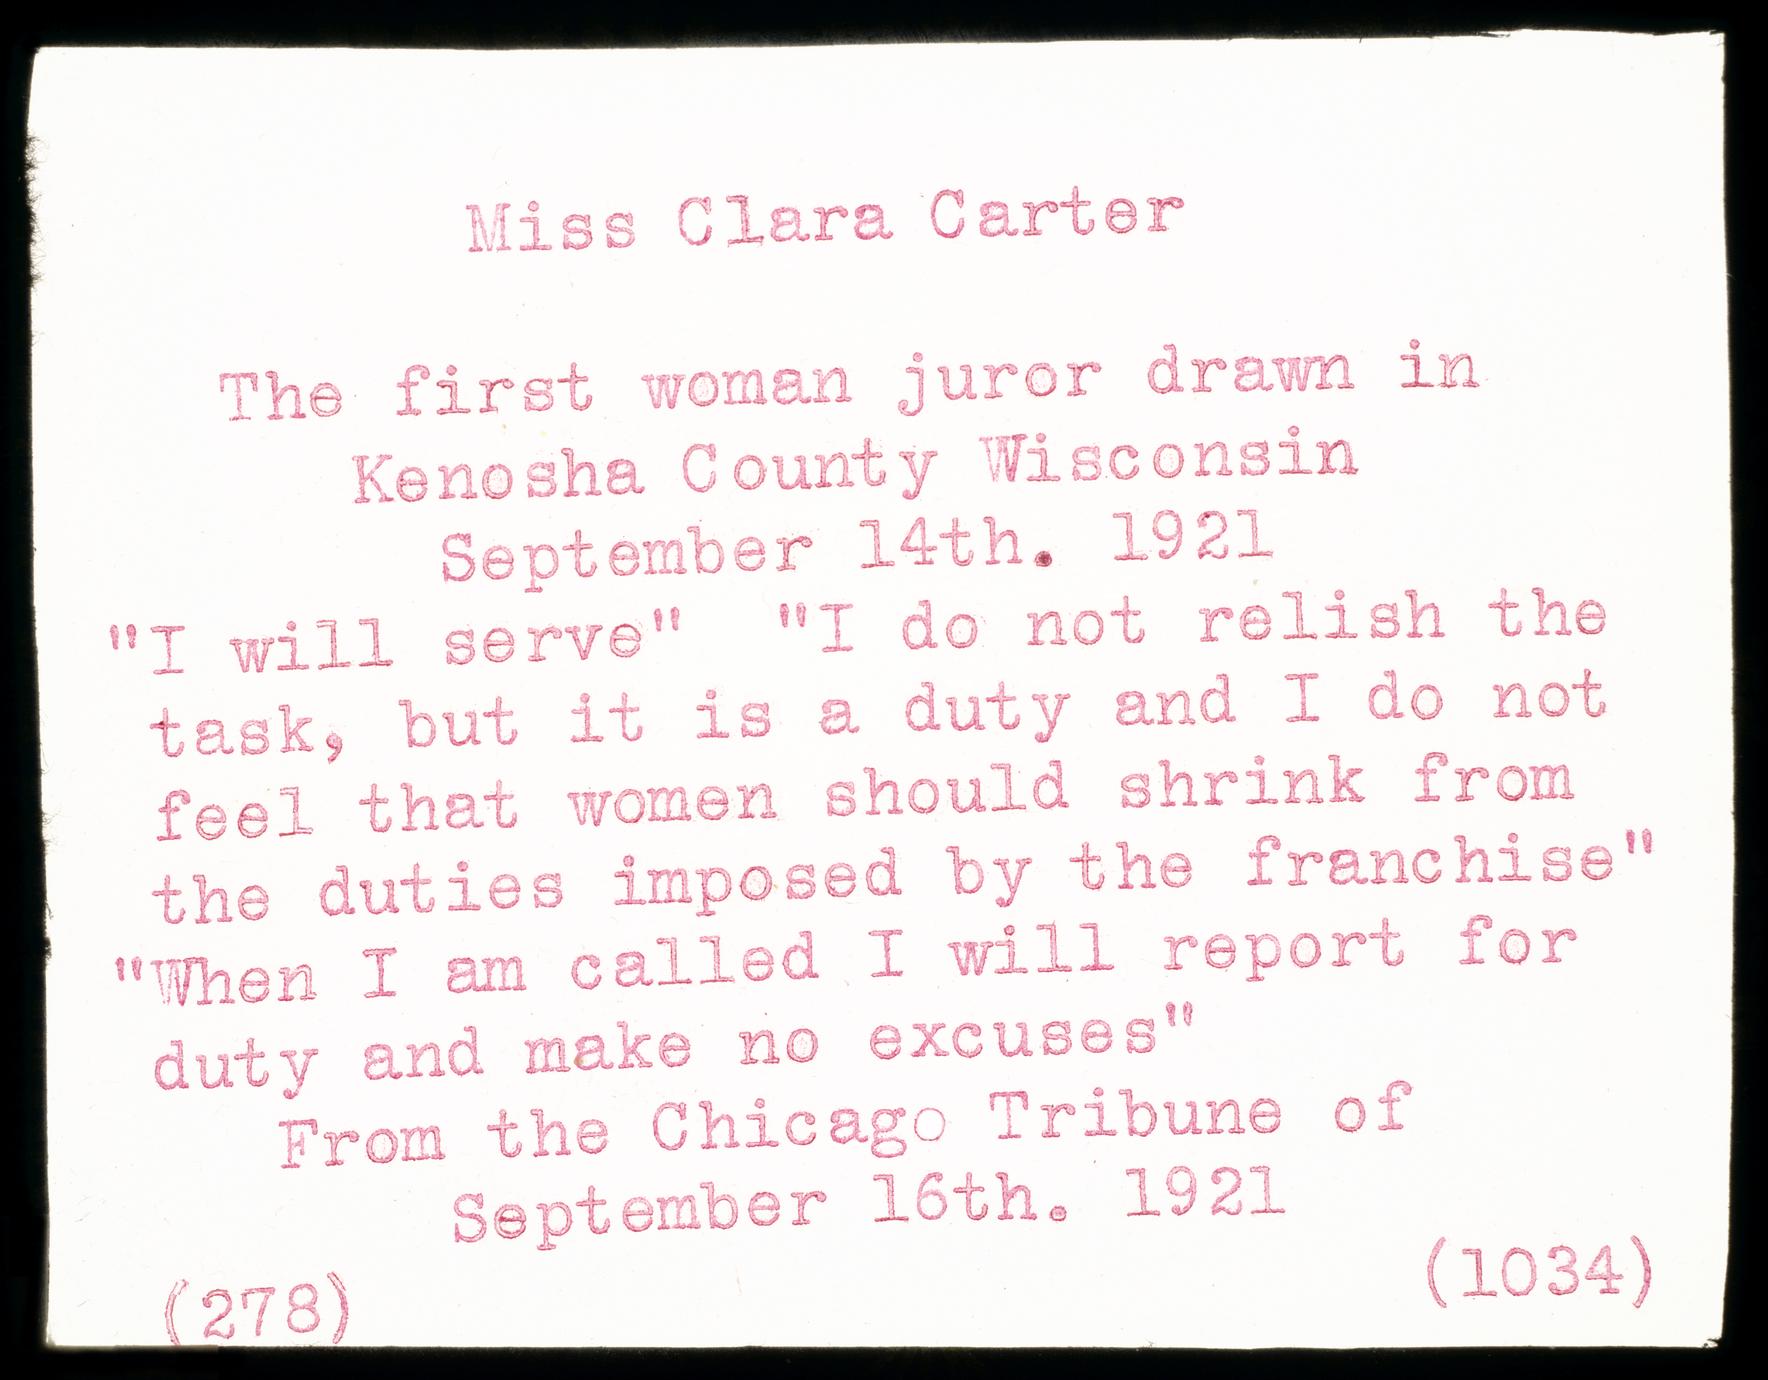 Miss Clara Carter
The first woman juror drawn in
Kenosha County Wisconsin
September 14th. 1921
"I will serve"  "I do not relish the
task, but it is a duty and I do not
feel that women should shrink from
the duties imposed by the franchise"
"When I am called I will report for
duty and make no excuses"
From the Chicago Tribune of
September 16th. 1921
(278) (1034)